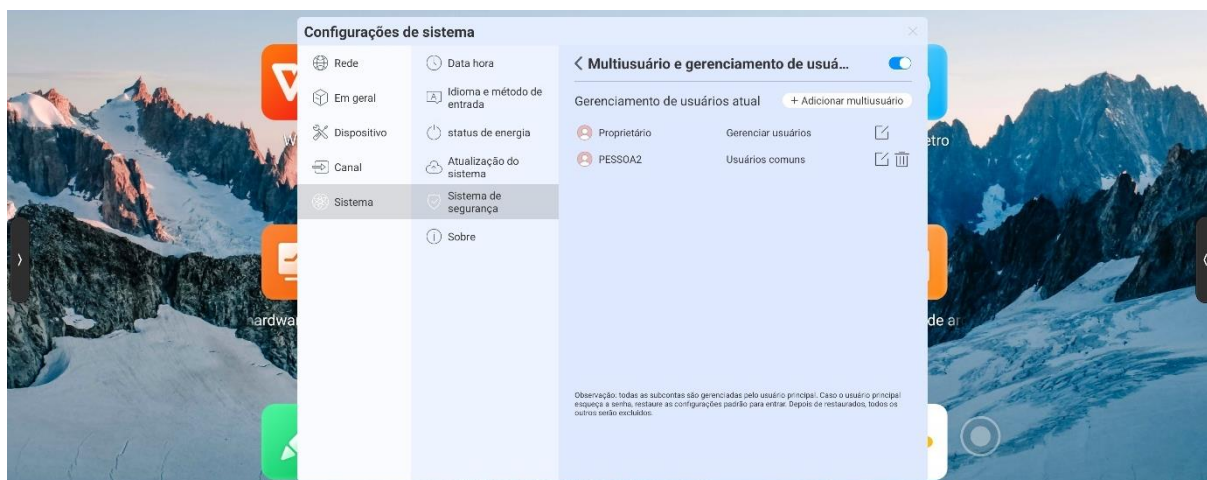 Configurações de sistema
Rede
Em geral
Dispositivo
Canal
Sistema
Data hora
Idioma e método de
entrada
status de energia
Atualização do
sistema
Sistema de
segurança
Sobre
Multiusuário e gerenciamento de usuá...
Gerenciamento de usuários atual
+ Adicionar multiusuário
Proprietário
Gerenciar usuários
PESSOA2
Usuários comuns
Observação: todas as subcontas são gerenciadas pelo usuário principal. Caso o usuário principal
esqueça a senha, restaure as configurações padrão para entrar. Depois de restaurados, todos os
outros serão excluídos.
W
ardwa
etro
de ar